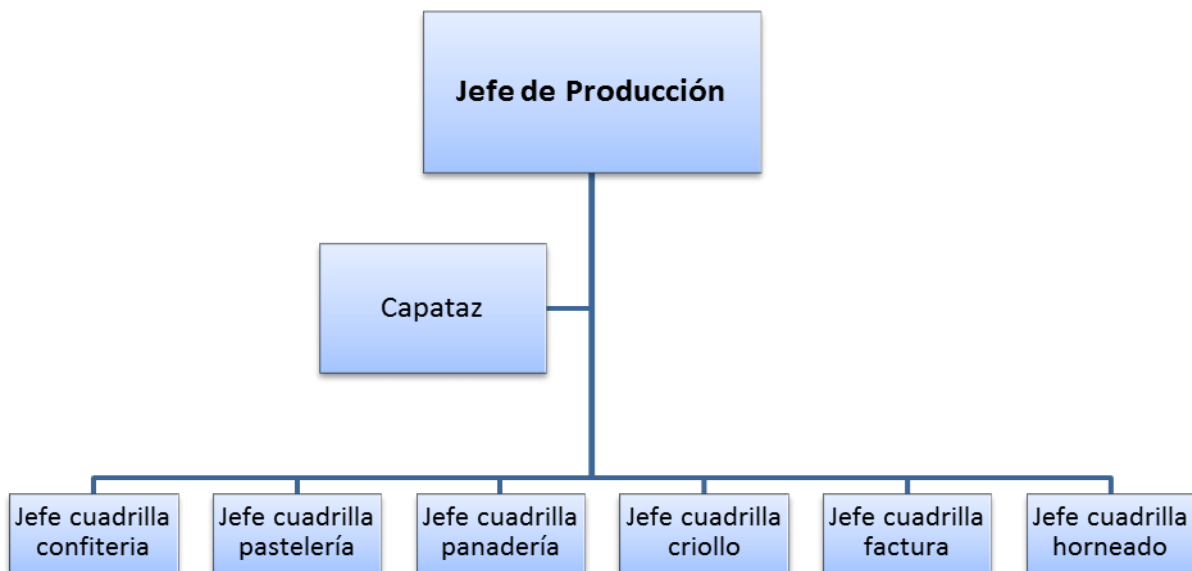 Jefe de Producción
Capataz
Jefe cuadrilla
confiteria
Jefe cuadrilla
pastelería
Jefe cuadrilla
panadería
Jefe cuadrilla
criollo
Jefe cuadrilla
factura
Jefe cuadrilla
horneado